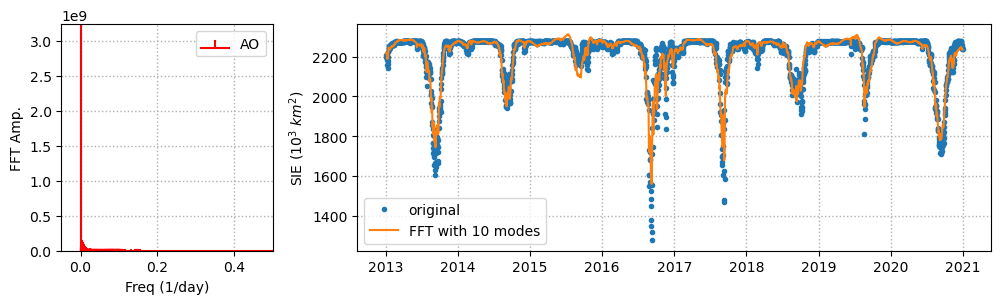 1e9
3.0
2.5
2.0
1.5
1.0
0.5
0.0
FFT Amp.
AO
0.0 0.2 0.4
Freq (1/day)
2200
2000
1800
1600
1400
SIE (10³ km²)
original
FFT with 10 modes
2013 2014 2015 2016 2017 2018 2019 2020 2021